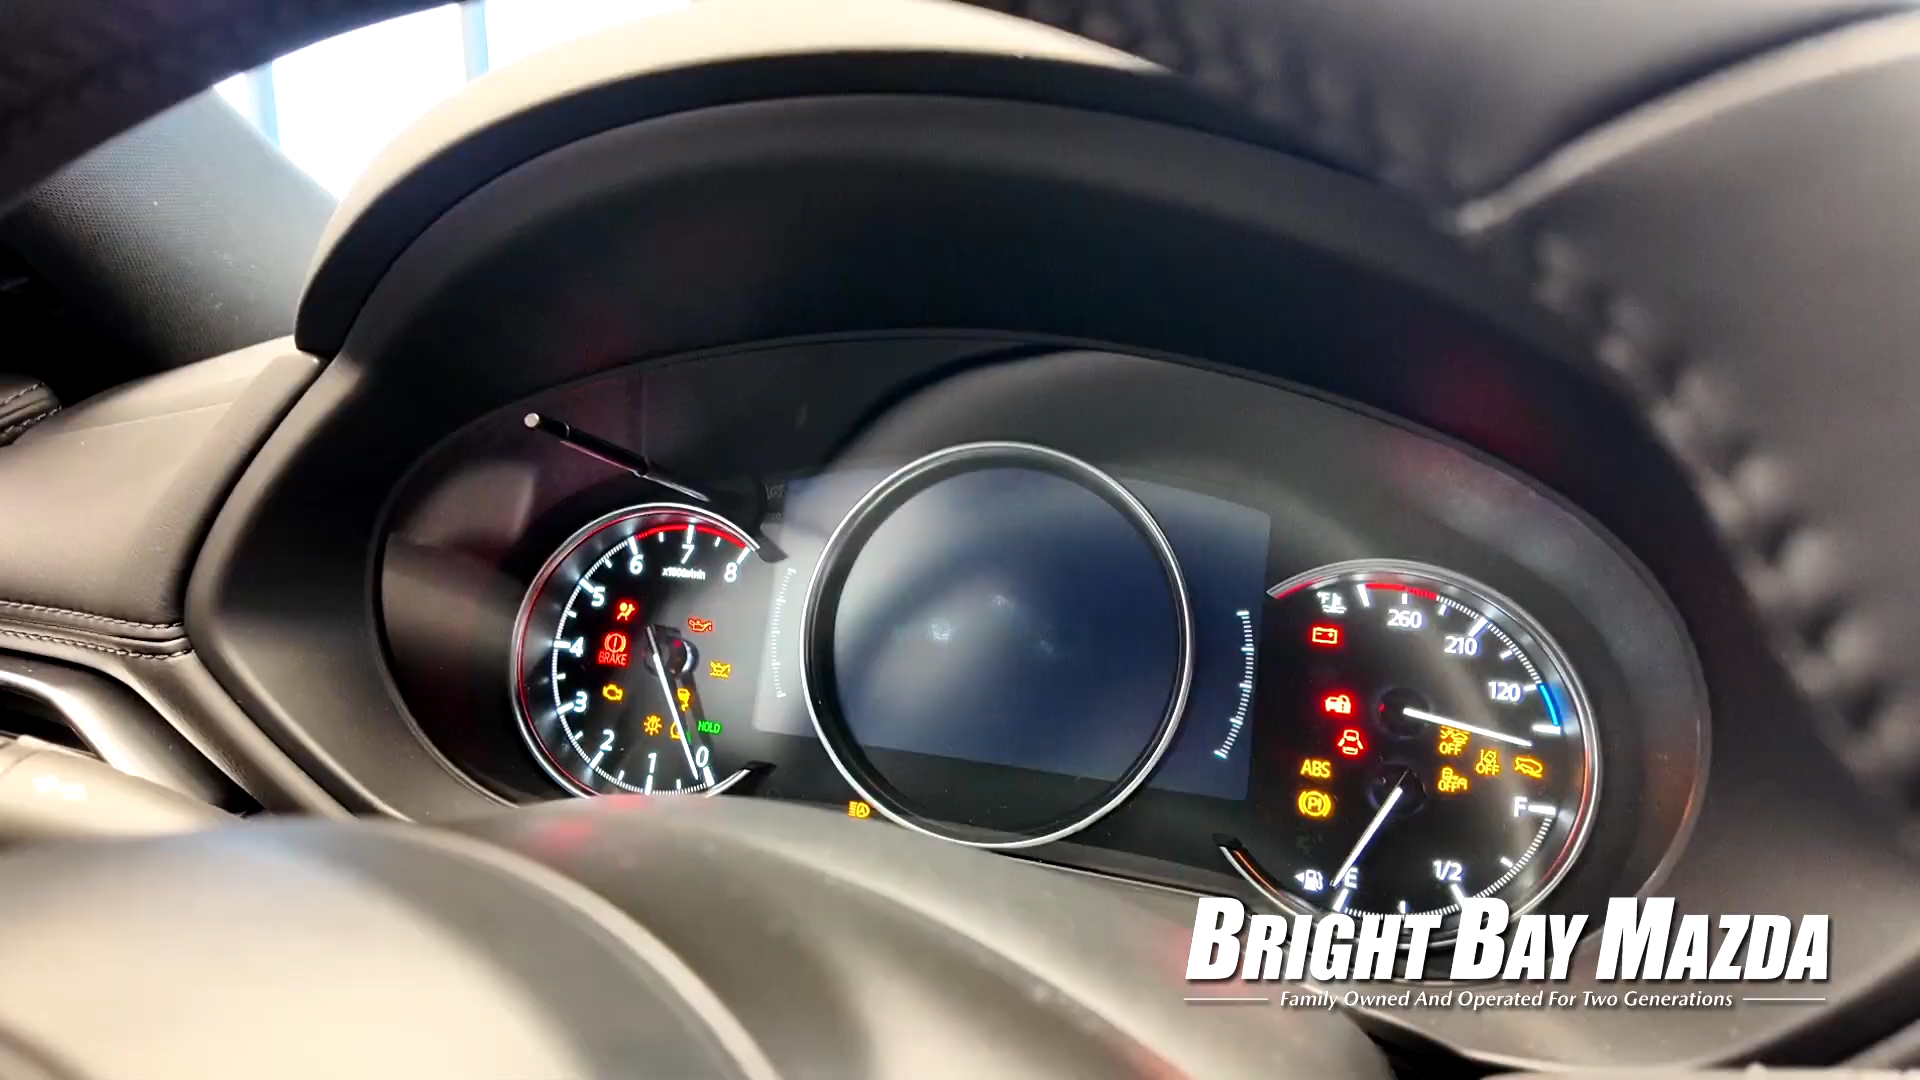 8
7
6
x1000r/min
5
4
3
2
1
0
BRAKE
HOLD
260
210
120
OFF
OFF
OFF
ABS
F
1/2
E
BRIGHT BAY MAZDA
Family Owned And Operated For Two Generations